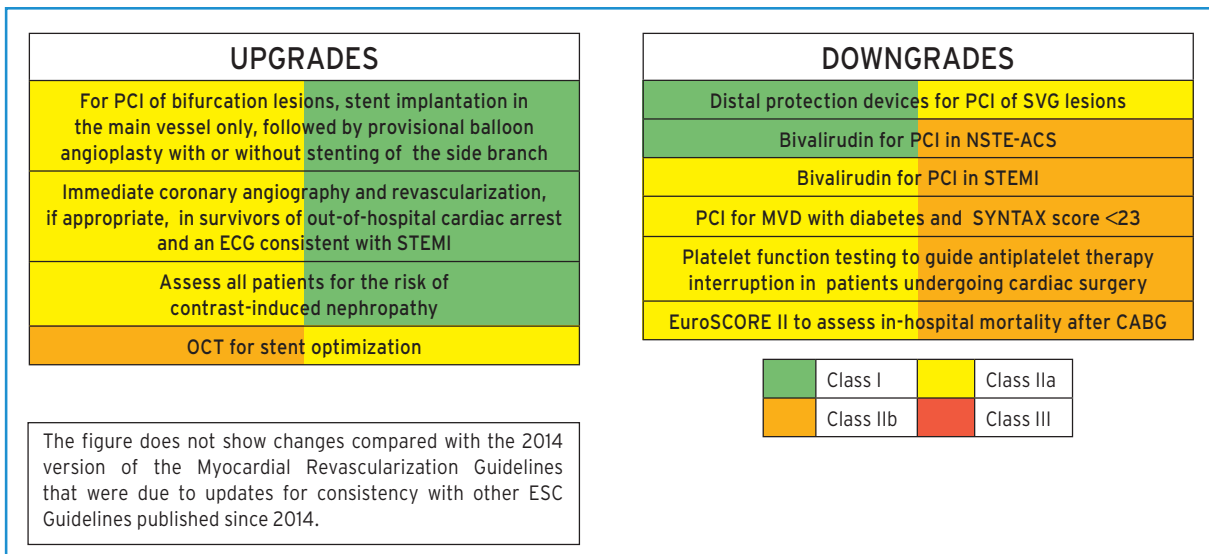 UPGRADES
For PCI of bifurcation lesions, stent implantation in
the main vessel only, followed by provisional balloon
angioplasty with or without stenting of the side branch
Immediate coronary angiography and revascularization,
if appropriate, in survivors of out-of-hospital cardiac arrest
and an ECG consistent with STEMI
Assess all patients for the risk of
contrast-induced nephropathy
OCT for stent optimization
The figure does not show changes compared with the 2014
version of the Myocardial Revascularization Guidelines
that were due to updates for consistency with other ESC
Guidelines published since 2014.
DOWNGRADES
Distal protection devices for PCI of SVG lesions
Bivalirudin for PCI in NSTE-ACS
Bivalirudin for PCI in STEMI
PCI for MVD with diabetes and SYNTAX score <23
Platelet function testing to guide antiplatelet therapy
interruption in patients undergoing cardiac surgery
EuroSCORE II to assess in-hospital mortality after CABG
Class I Class IIa
Class IIb Class III